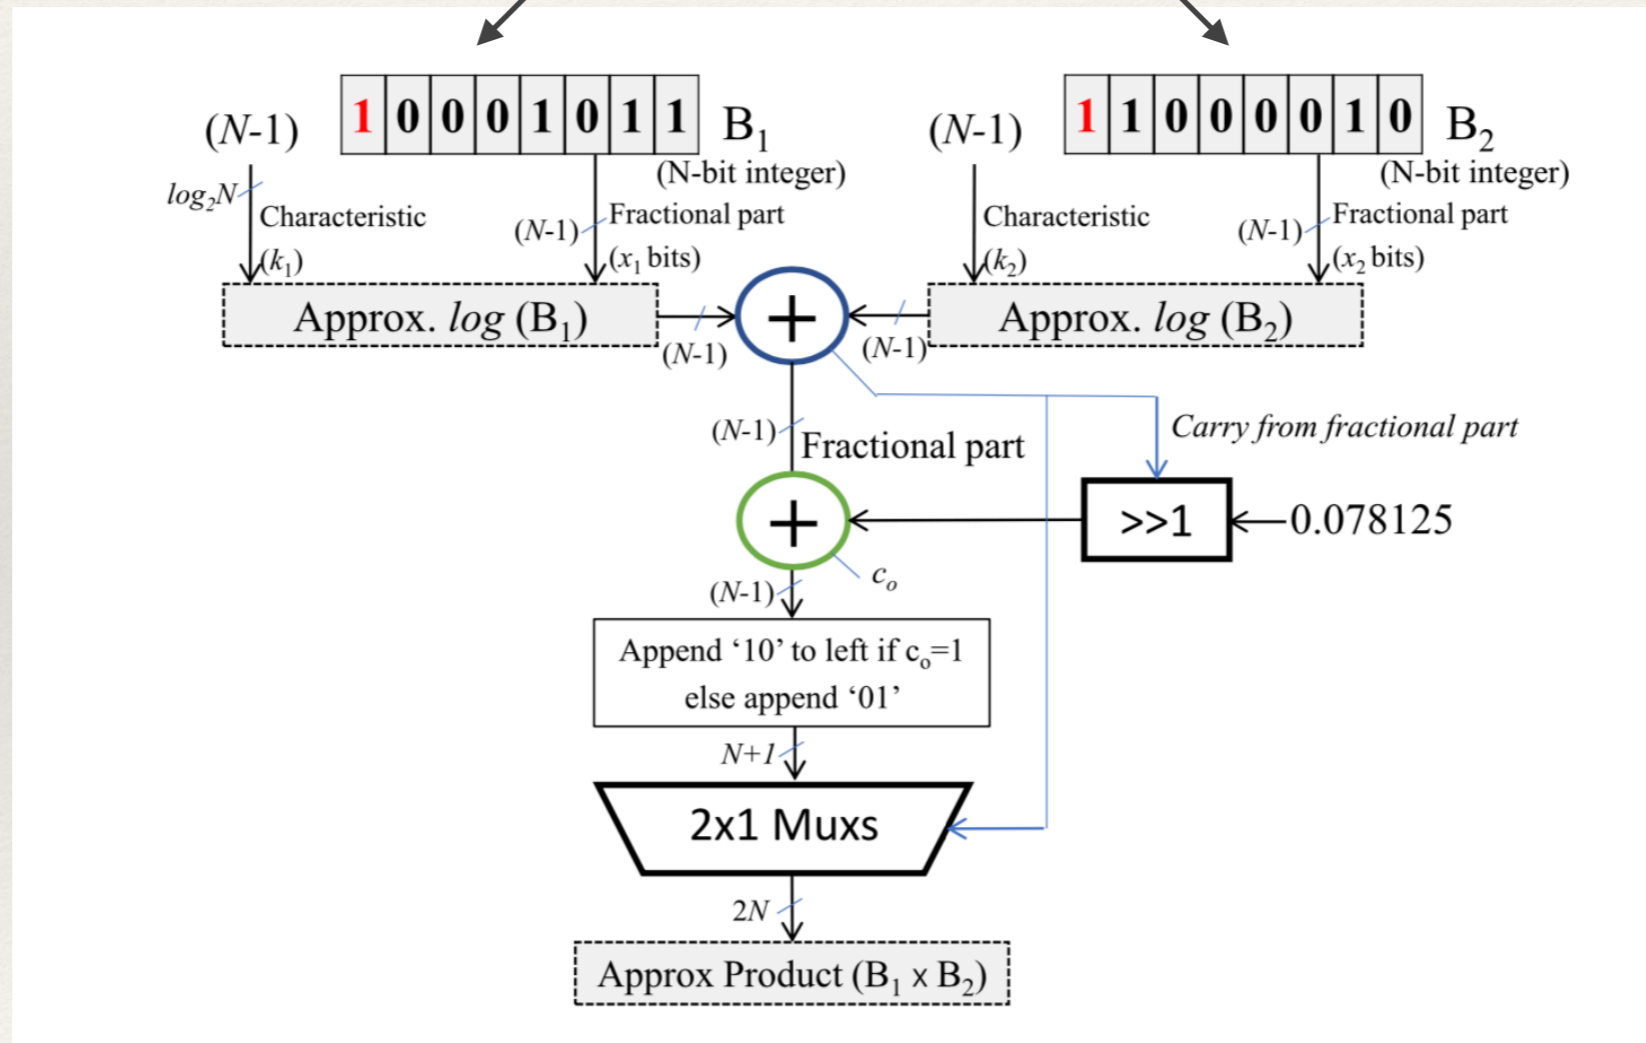 (N-1) 1 0 0 0 1 0 1 1 B₁
(N-bit integer)
log₂N
Characteristic
(k₁)
(N-1)
Fractional part
(x₁ bits)
(N-1) 1 1 0 0 0 0 1 0 B₂
(N-bit integer)
Characteristic
(k₂)
(N-1)
Fractional part
(x₂ bits)
Approx. log (B₁)
(N-1)
+
(N-1)
Approx. log (B₂)
(N-1)
Fractional part
Carry from fractional part
+
>>1
0.078125
cₒ
(N-1)
Append ‘10’ to left if cₒ=1
else append ‘01’
N+1
2x1 Muxs
2N
Approx Product (B₁ x B₂)